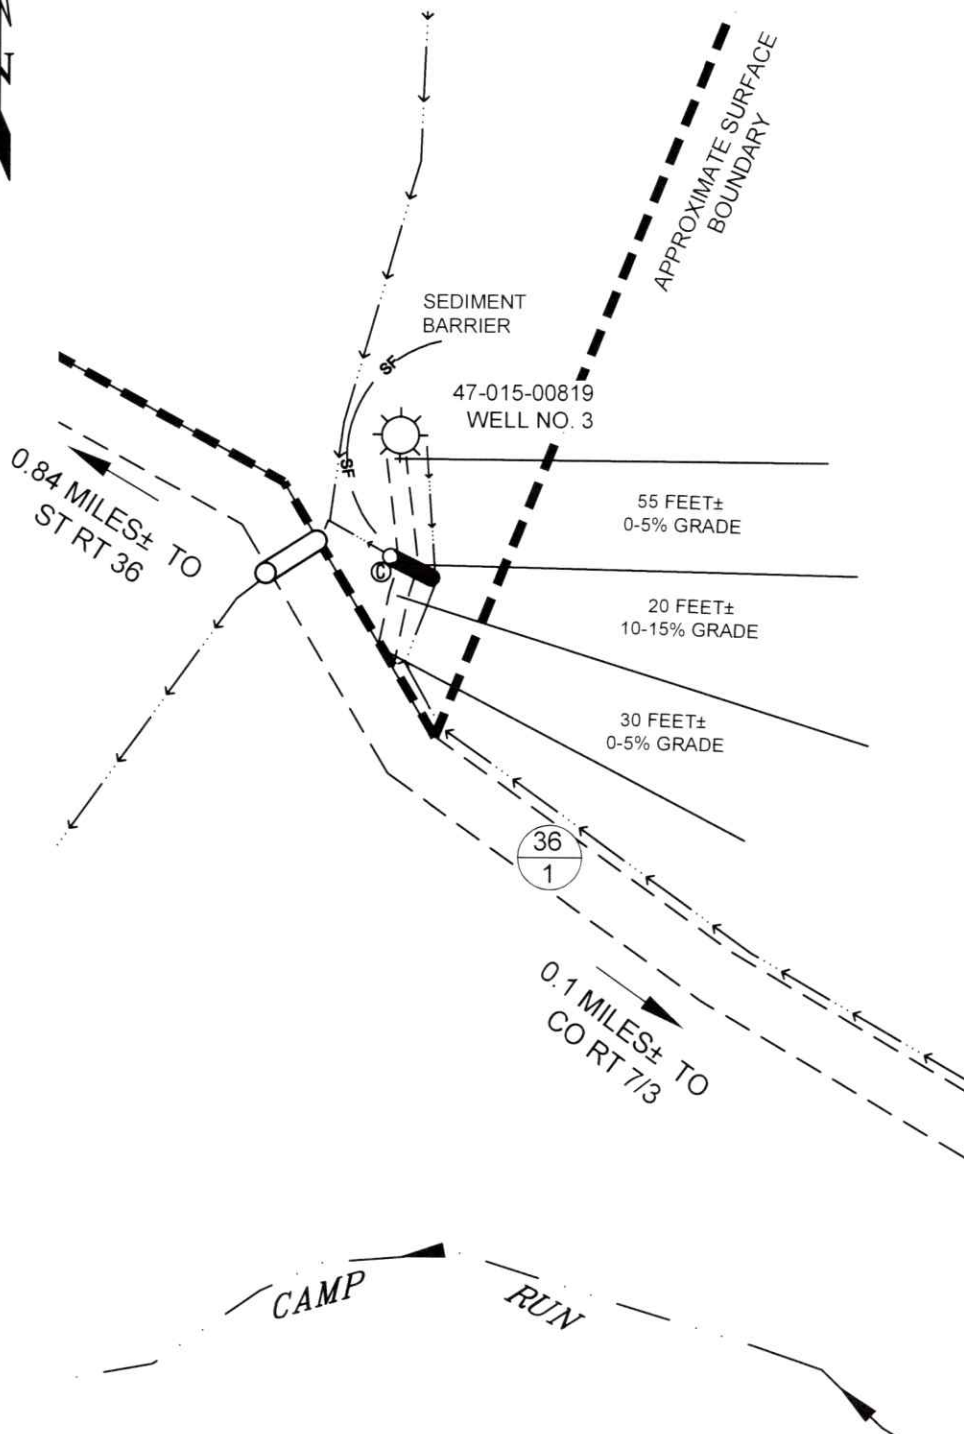 N
SEDIMENT
BARRIER
APPROXIMATE SURFACE
BOUNDARY
SF
47-015-00819
WELL NO. 3
SF
0.84 MILES± TO
ST RT 36
55 FEET±
0-5% GRADE
C
20 FEET±
10-15% GRADE
30 FEET±
0-5% GRADE
36
1
0.1 MILES± TO
CO RT 7/3
CAMP RUN